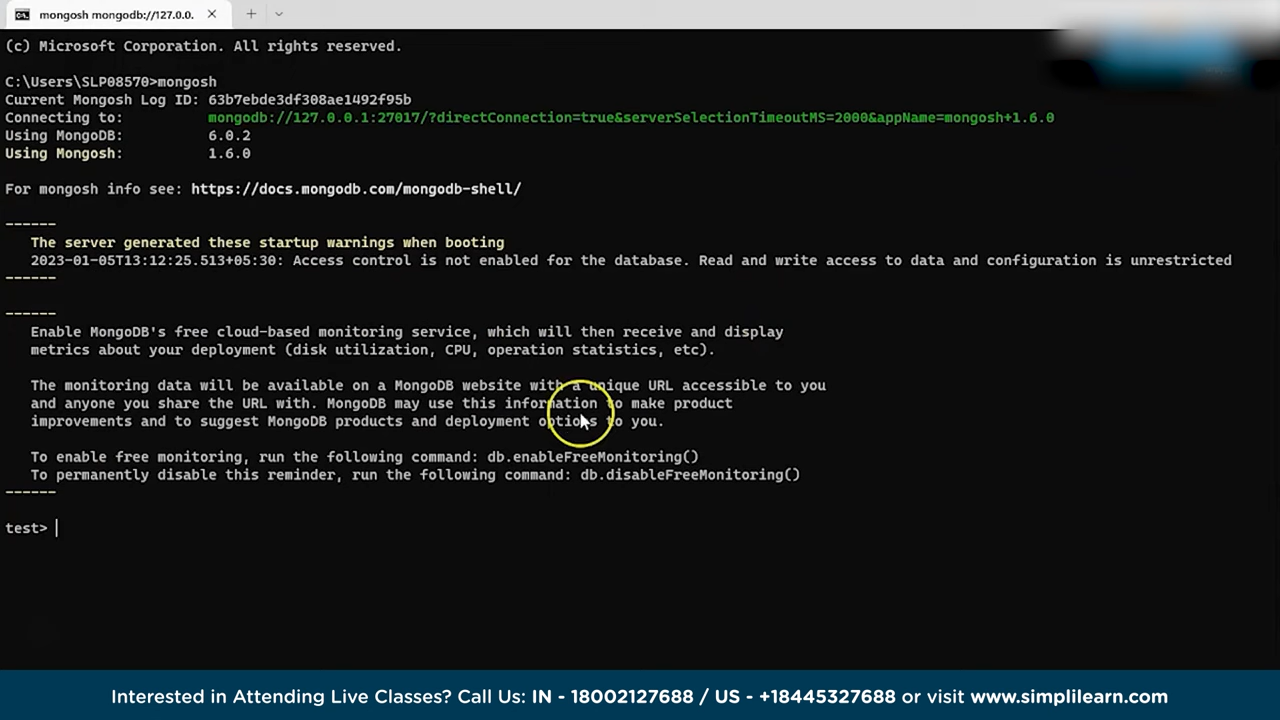 mongosh mongodb://127.0.0.
(c) Microsoft Corporation. All rights reserved.
C:\Users\SLP08570>mongosh
Current Mongosh Log ID: 63b7ebde3df308ae1492f95b
Connecting to: mongodb://127.0.0.1:27017/?directConnection=true&serverSelectionTimeoutMS=2000&appName=mongosh+1.6.0
Using MongoDB: 6.0.2
Using Mongosh: 1.6.0
For mongosh info see: https://docs.mongodb.com/mongodb-shell/
------
The server generated these startup warnings when booting
2023-01-05T13:12:25.513+05:30: Access control is not enabled for the database. Read and write access to data and configuration is unrestricted
------
------
Enable MongoDB's free cloud-based monitoring service, which will then receive and display
metrics about your deployment (disk utilization, CPU, operation statistics, etc).
The monitoring data will be available on a MongoDB website with a unique URL accessible to you
and anyone you share the URL with. MongoDB may use this information to make product
improvements and to suggest MongoDB products and deployment options to you.
To enable free monitoring, run the following command: db.enableFreeMonitoring()
To permanently disable this reminder, run the following command: db.disableFreeMonitoring()
------
test>
Interested in Attending Live Classes? Call Us: IN - 18002127688 / US - +18445327688 or visit www.simplilearn.com